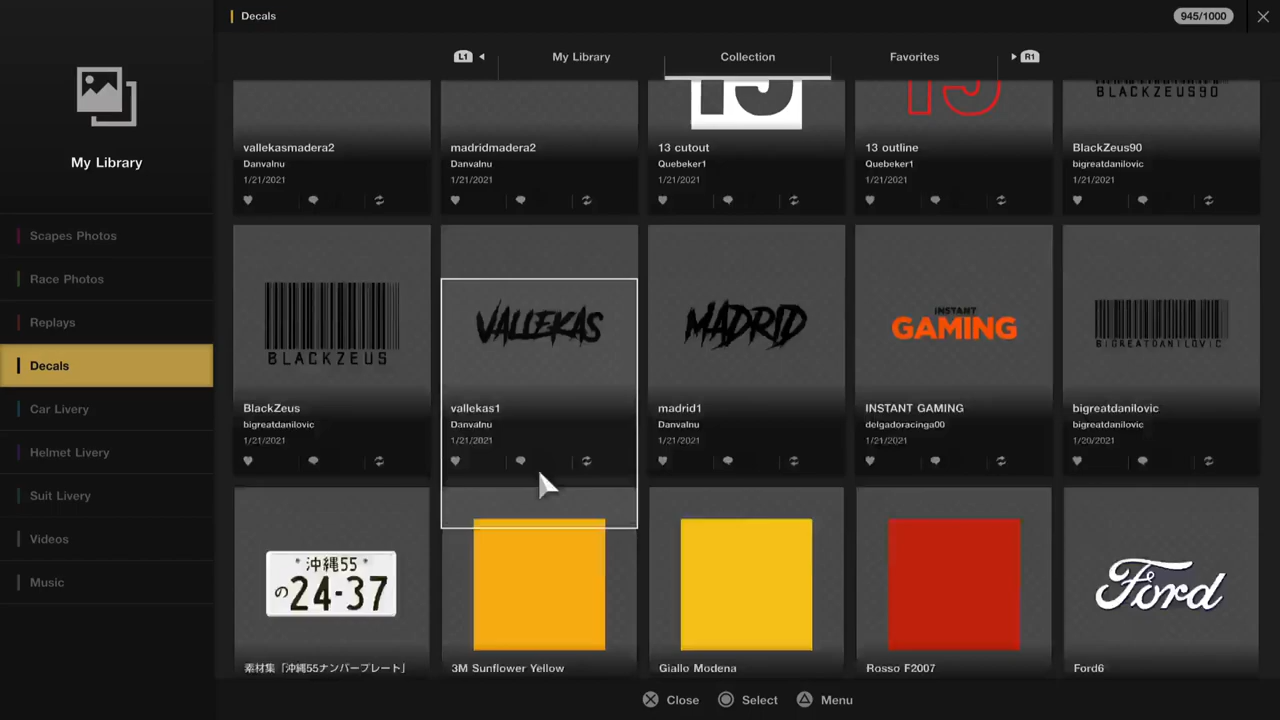 Decals
945/1000
L1
My Library
Collection
Favorites
R1
13
13
BLACKZEUS90
My Library
vallekasmadera2
Danvalnu
1/21/2021
madridmadera2
Danvalnu
1/21/2021
13 cutout
Quebeker1
1/21/2021
13 outline
Quebeker1
1/21/2021
BlackZeus90
bigreatdanilovic
1/21/2021
Scapes Photos
Race Photos
Replays
Decals
Car Livery
Helmet Livery
Suit Livery
Videos
Music
BLACKZEUS
BlackZeus
bigreatdanilovic
1/21/2021
VALLEKAS
vallekas1
Danvalnu
1/21/2021
MADRID
madrid1
Danvalnu
1/21/2021
INSTANT
GAMING
INSTANT GAMING
delgadoracinga00
1/21/2021
BIGREATDANILOVIC
bigreatdanilovic
bigreatdanilovic
1/20/2021
沖縄55
の24-37
素材集「沖縄55ナンバープレート」
3M Sunflower Yellow
Giallo Modena
Rosso F2007
Ford
Ford6
Close
Select
Menu